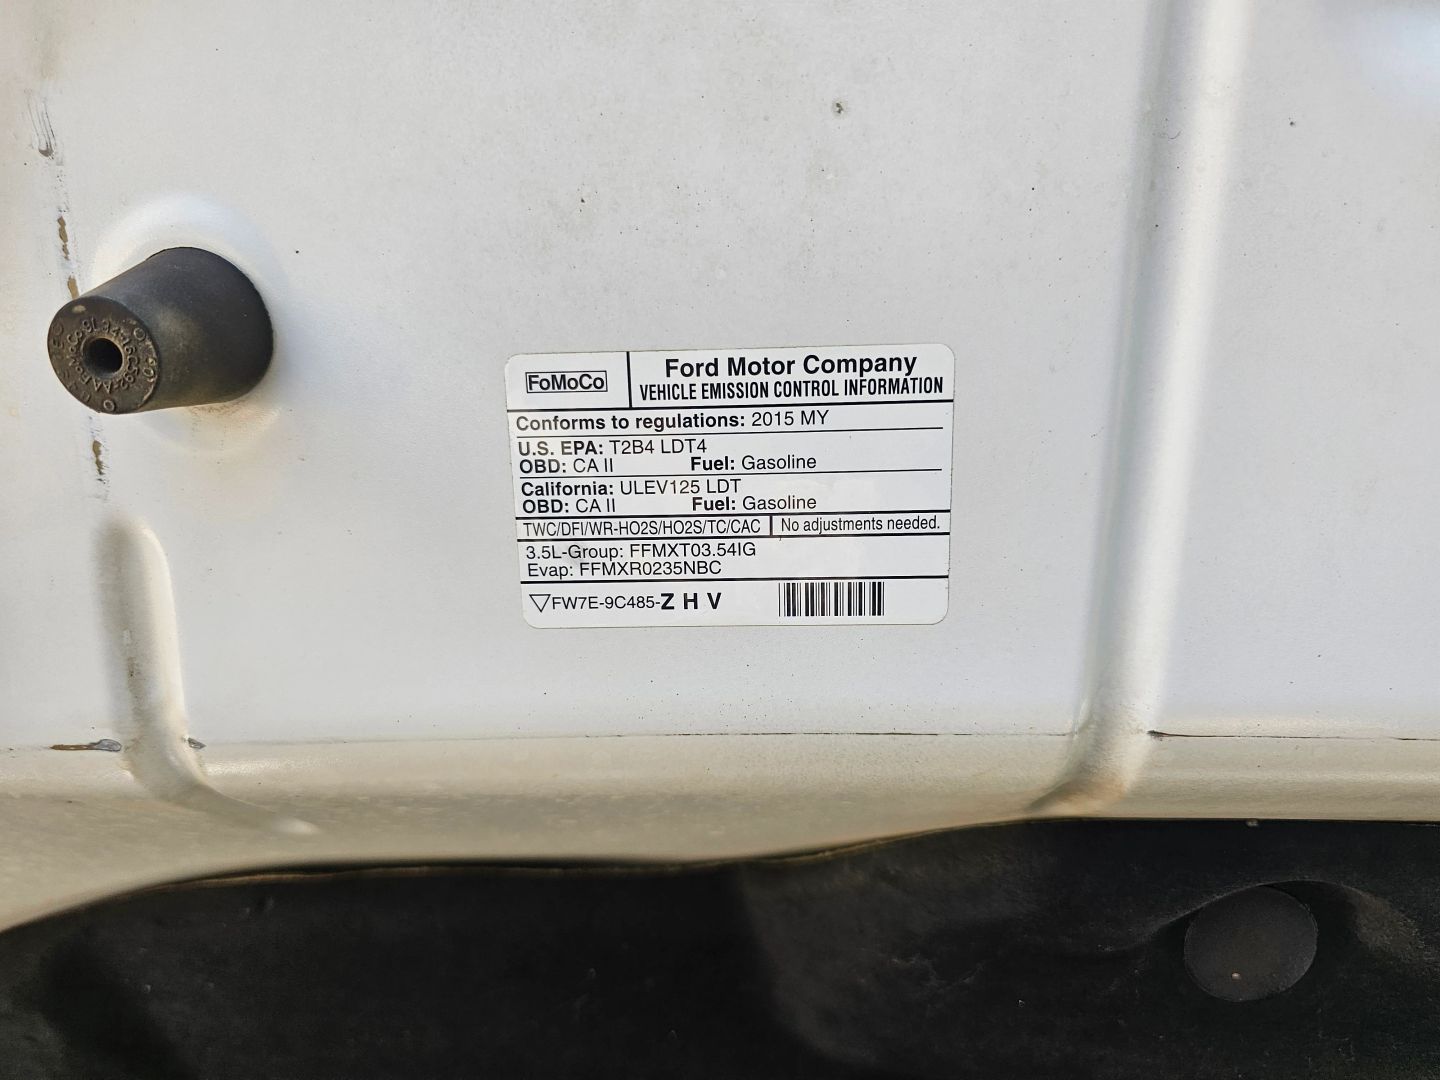 FoMoCo
Ford Motor Company
VEHICLE EMISSION CONTROL INFORMATION
Conforms to regulations: 2015 MY
U.S. EPA: T2B4 LDT4
OBD: CA II Fuel: Gasoline
California: ULEV125 LDT
OBD: CA II Fuel: Gasoline
TWC/DFI/WR-HO2S/HO2S/TC/CAC No adjustments needed.
3.5L-Group: FFMXT03.54IG
Evap: FFMXR0235NBC
FW7E-9C485-Z H V